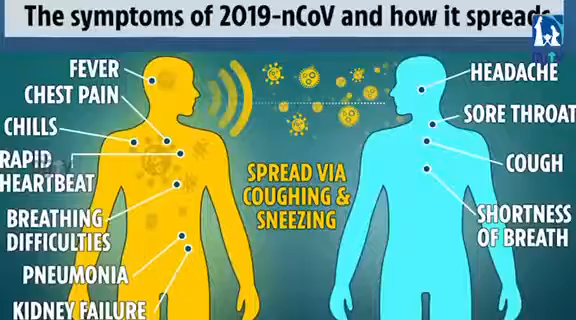 The symptoms of 2019-nCoV and how it spreads
FEVER
CHEST PAIN
CHILLS
RAPID
HEARTBEAT
BREATHING
DIFFICULTIES
PNEUMONIA
KIDNEY FAILURE
SPREAD VIA
COUGHING &
SNEEZING
HEADACHE
SORE THROAT
COUGH
SHORTNESS
OF BREATH